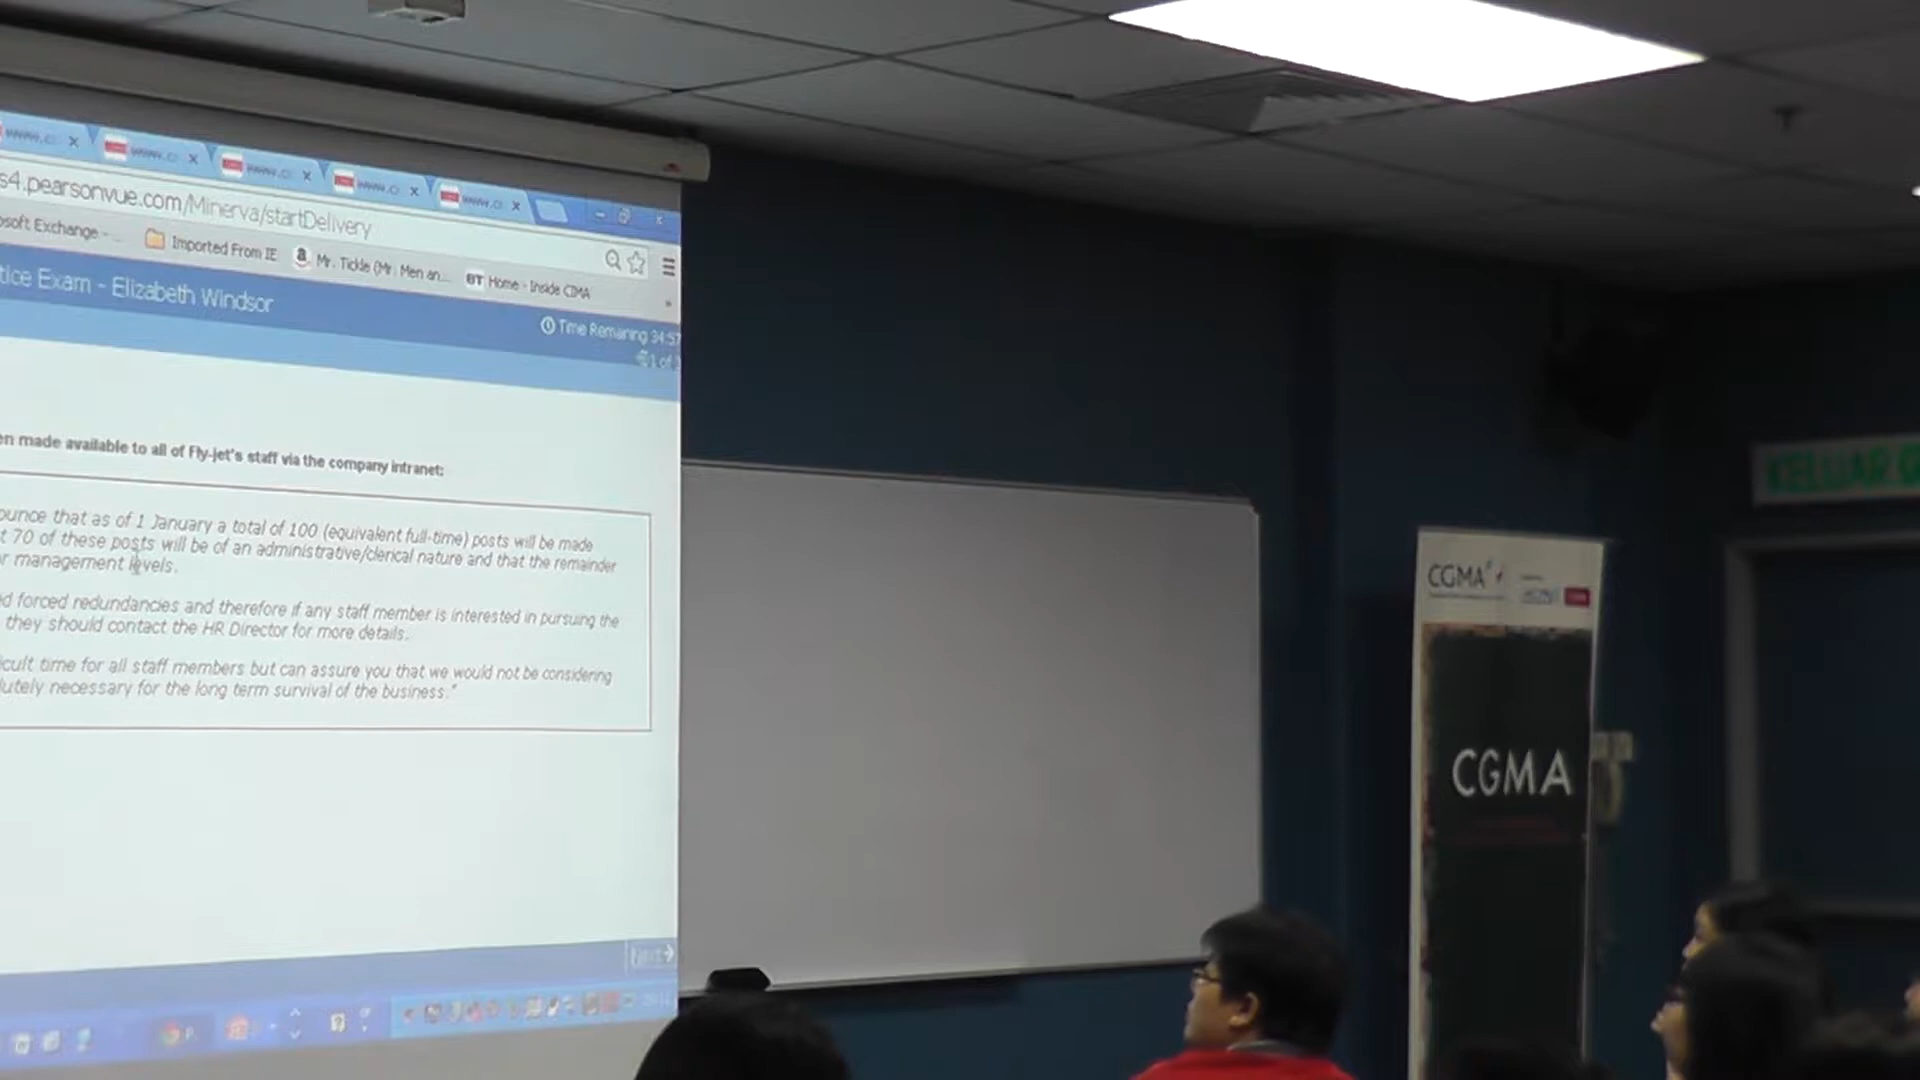 s4.pearsonvue.com/Minerva/startDelivery
osoft Exchange - ...
Imported From IE
Mr. Tickle (Mr. Men an...
BT Home - Inside CIMA
tice Exam - Elizabeth Windsor
Time Remaining 34:57
1 of
en made available to all of Fly-jet's staff via the company intranet:
ounce that as of 1 January a total of 100 (equivalent full-time) posts will be made
t 70 of these posts will be of an administrative/clerical nature and that the remainder
r management levels.
d forced redundancies and therefore if any staff member is interested in pursuing the
they should contact the HR Director for more details.
icult time for all staff members but can assure you that we would not be considering
lutely necessary for the long term survival of the business."
Next
CGMA
CGMA
KELUAR